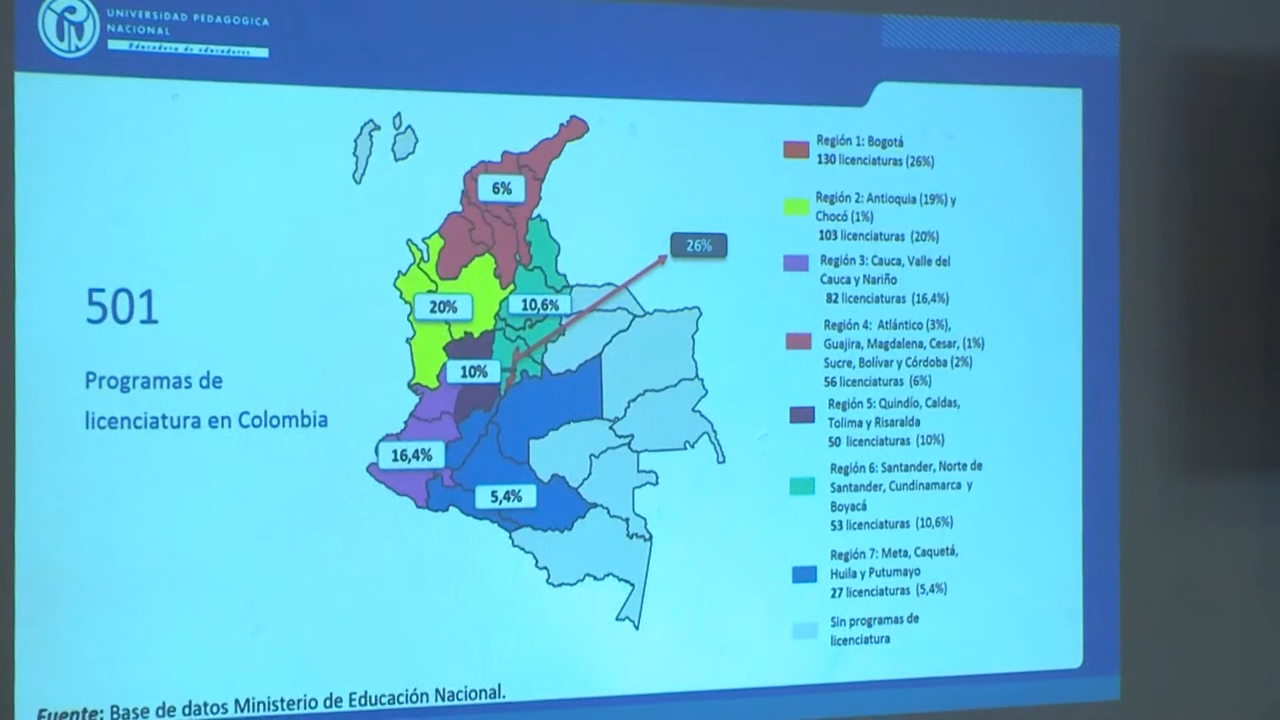 UNIVERSIDAD PEDAGOGICA
NACIONAL
Educadora de educadores
501
Programas de
licenciatura en Colombia
6%
26%
20%
10,6%
10%
16,4%
5,4%
Región 1: Bogotá
130 licenciaturas (26%)
Región 2: Antioquia (19%) y
Chocó (1%)
103 licenciaturas (20%)
Región 3: Cauca, Valle del
Cauca y Nariño
82 licenciaturas (16,4%)
Región 4: Atlántico (3%),
Guajira, Magdalena, Cesar, (1%)
Sucre, Bolívar y Córdoba (2%)
56 licenciaturas (6%)
Región 5: Quindío, Caldas,
Tolima y Risaralda
50 licenciaturas (10%)
Región 6: Santander, Norte de
Santander, Cundinamarca y
Boyacá
53 licenciaturas (10,6%)
Región 7: Meta, Caquetá,
Huila y Putumayo
27 licenciaturas (5,4%)
Sin programas de
licenciatura
Fuente: Base de datos Ministerio de Educación Nacional.